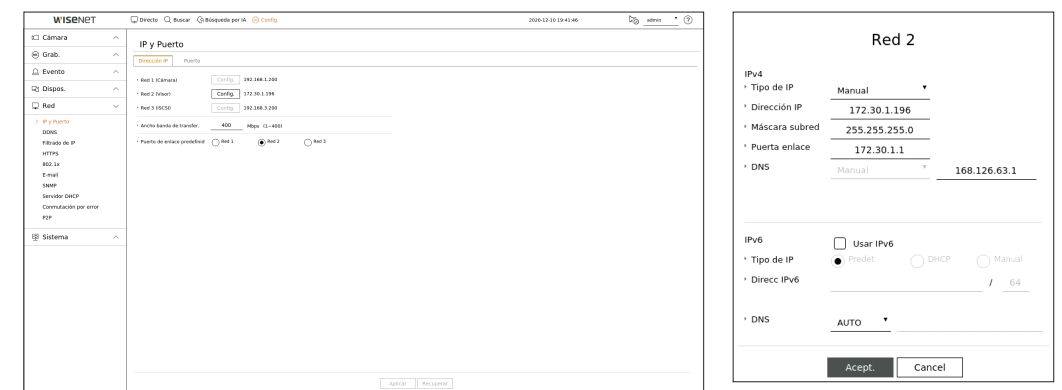 WISENET
Directo Buscar Búsqueda por IA Config. 2020-12-10 19:41:46 admin ?
Cámara
Grab.
Evento
Dispos.
Red
IP y Puerto
DDNS
Filtrado de IP
HTTPS
802.1x
E-mail
SNMP
Servidor DHCP
Conmutación por error
P2P
Sistema
IP y Puerto
Dirección IP Puerto
Red 1 (Cámara) Config. 192.168.1.200
Red 2 (Visor) Config. 172.30.1.196
Red 3 (iSCSI) Config. 192.168.3.200
Ancho banda de transfer. 400 Mbps (1~400)
Puerto de enlace predefinid Red 1 Red 2 Red 3
Aplicar Recuperar
Red 2
IPv4
Tipo de IP Manual
Dirección IP 172.30.1.196
Máscara subred 255.255.255.0
Puerta enlace 172.30.1.1
DNS Manual 168.126.63.1
IPv6 Usar IPv6
Tipo de IP Predet. DHCP Manual
Direcc IPv6 / 64
DNS AUTO
Acept. Cancel